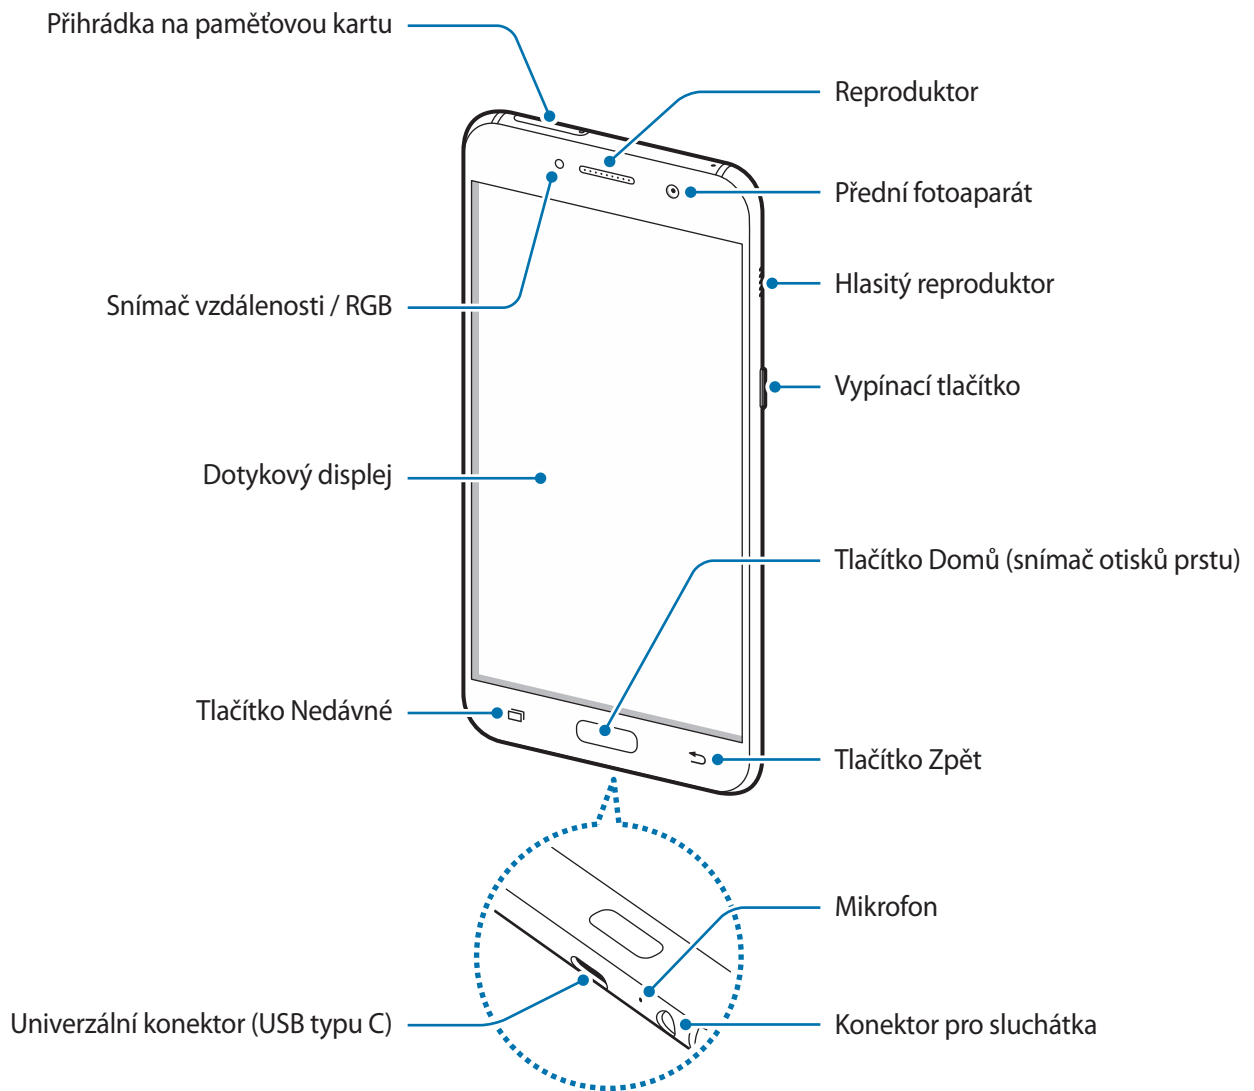 Přihrádka na paměťovou kartu
Reproduktor
Přední fotoaparát
Hlasitý reproduktor
Snímač vzdálenosti / RGB
Vypínací tlačítko
Dotykový displej
Tlačítko Domů (snímač otisků prstu)
Tlačítko Nedávné
Tlačítko Zpět
Mikrofon
Univerzální konektor (USB typu C)
Konektor pro sluchátka